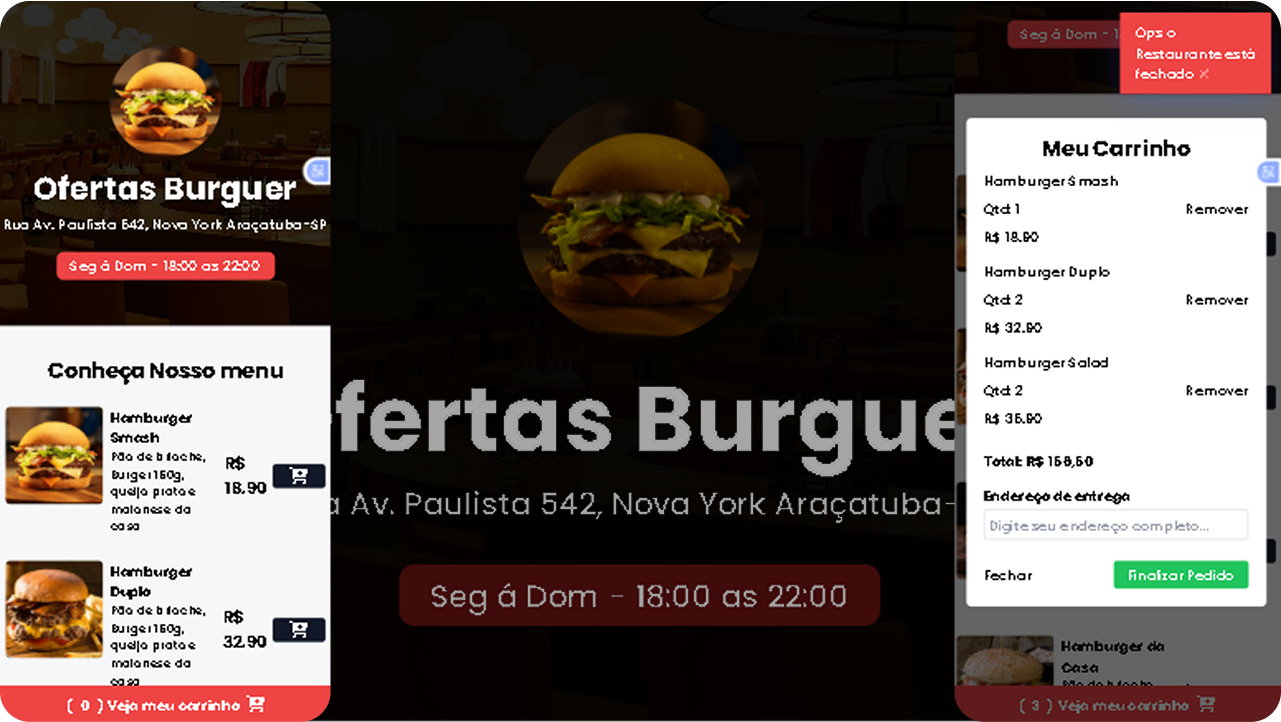 Ofertas Burguer
Rua Av. Paulista 542, Nova York Araçatuba-SP
Seg á Dom - 18:00 as 22:00
Conheça Nosso menu
Hamburger
Smash
Pão de brioche,
Burger 160g,
queijo prato e
maionese da
casa
R$
18.90
Hamburger
Duplo
Pão de brioche,
Burger 160g,
queijo prato e
maionese da
casa
R$
32.90
( 0 ) Veja meu carrinho
fertas Burgue
a Av. Paulista 542, Nova York Araçatuba-
Seg á Dom - 18:00 as 22:00
Seg á Dom - 1
Ops o
Restaurante está
fechado ×
Meu Carrinho
Hamburger Smash
Qtd: 1
Remover
R$ 18.90
Hamburger Duplo
Qtd: 2
Remover
R$ 32.90
Hamburger Salad
Qtd: 2
Remover
R$ 35.90
Total: R$ 156,50
Endereço de entrega
Digite seu endereço completo...
Fechar
Finalizar Pedido
Hamburger da
Casa
Pão de brioche,
( 3 ) Veja meu carrinho